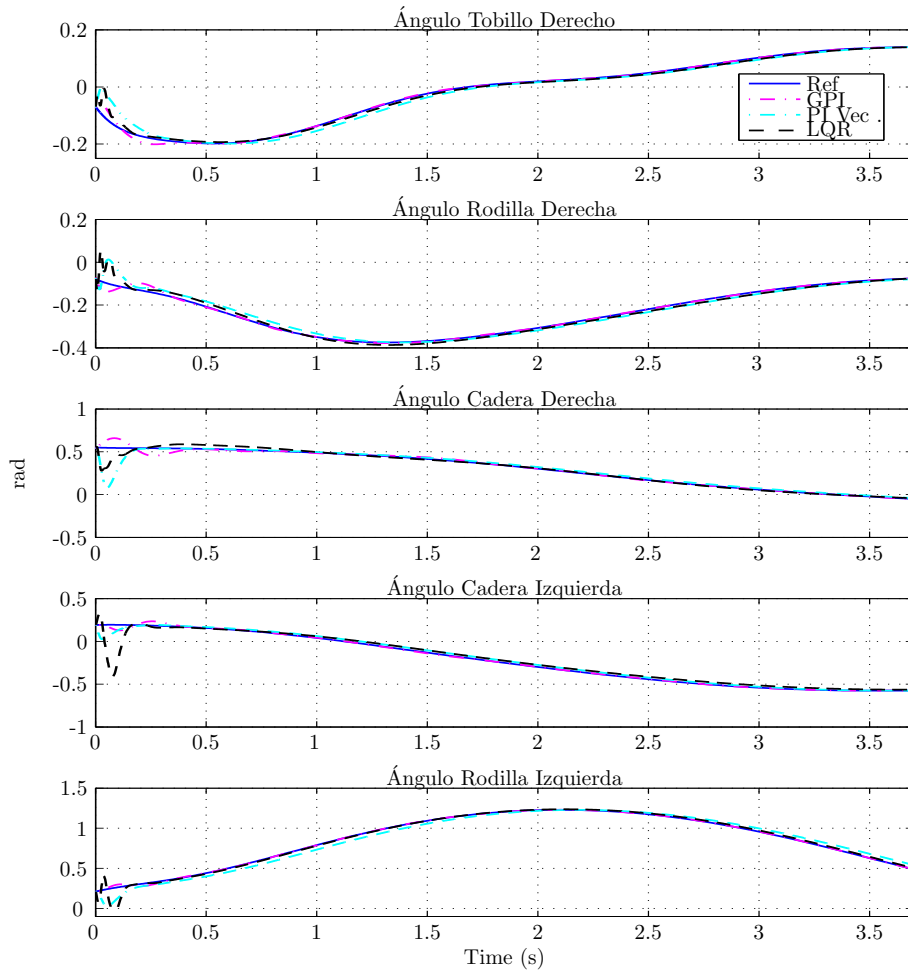 Ángulo Tobillo Derecho
0.2
0
-0.2
0 0.5 1 1.5 2 2.5 3 3.5
Ref
GPI
PI Vec .
LQR
Ángulo Rodilla Derecha
0.2
0
-0.2
-0.4
0 0.5 1 1.5 2 2.5 3 3.5
Ángulo Cadera Derecha
1
0.5
0
-0.5
0 0.5 1 1.5 2 2.5 3 3.5
rad
Ángulo Cadera Izquierda
0.5
0
-0.5
-1
0 0.5 1 1.5 2 2.5 3 3.5
Ángulo Rodilla Izquierda
1.5
1
0.5
0
0 0.5 1 1.5 2 2.5 3 3.5
Time (s)